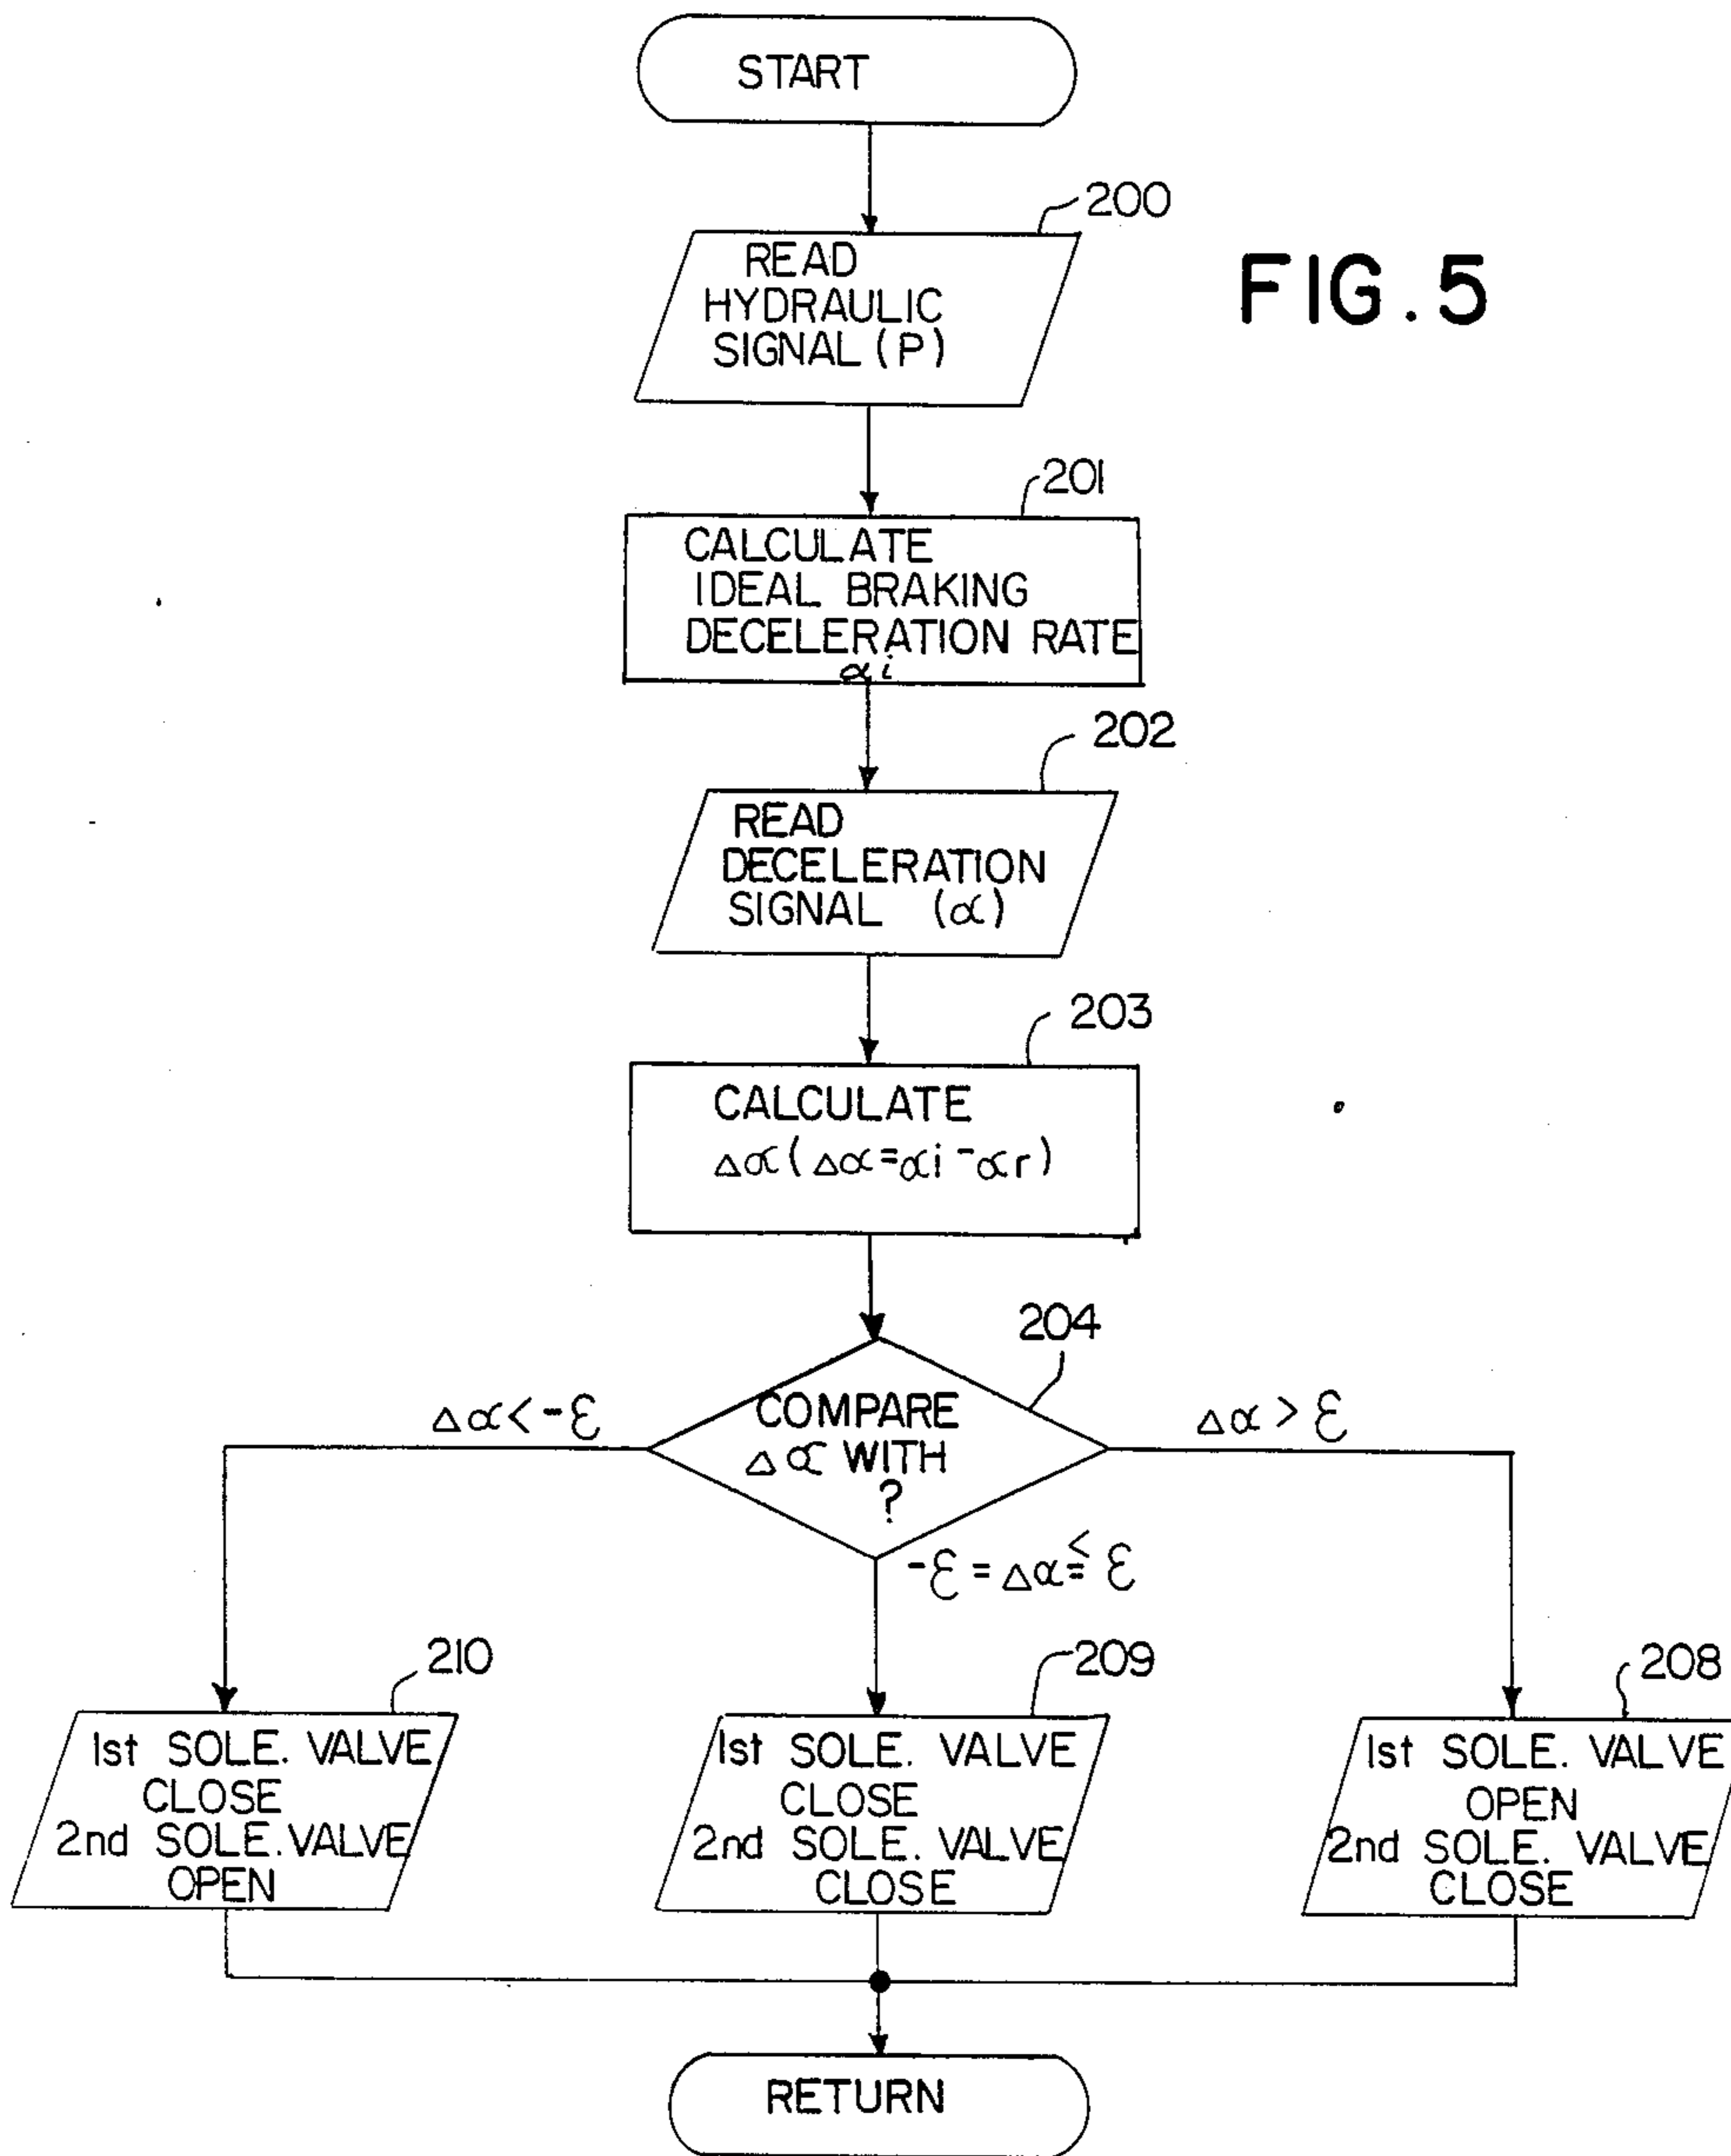 START
200
READ
HYDRAULIC
SIGNAL (P)
FIG. 5
201
CALCULATE
IDEAL BRAKING
DECELERATION RATE
αi
202
READ
DECELERATION
SIGNAL (α)
203
CALCULATE
Δα (Δα = αi - αr)
204
COMPARE
Δα WITH
?
Δα < -ε
Δα > ε
-ε = Δα ≦ ε
210
1st SOLE. VALVE
CLOSE
2nd SOLE. VALVE
OPEN
209
1st SOLE. VALVE
CLOSE
2nd SOLE. VALVE
CLOSE
208
1st SOLE. VALVE
OPEN
2nd SOLE. VALVE
CLOSE
RETURN